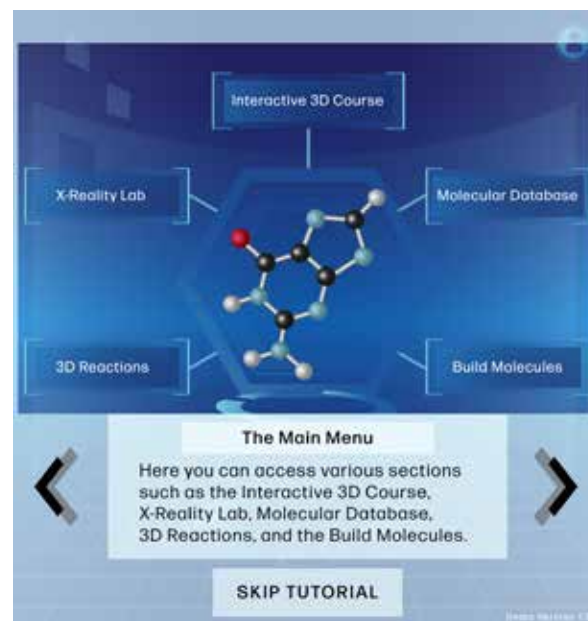 Interactive 3D Course
X-Reality Lab
Molecular Database
3D Reactions
Build Molecules
The Main Menu
Here you can access various sections
such as the Interactive 3D Course,
X-Reality Lab, Molecular Database,
3D Reactions, and the Build Molecules.
SKIP TUTORIAL